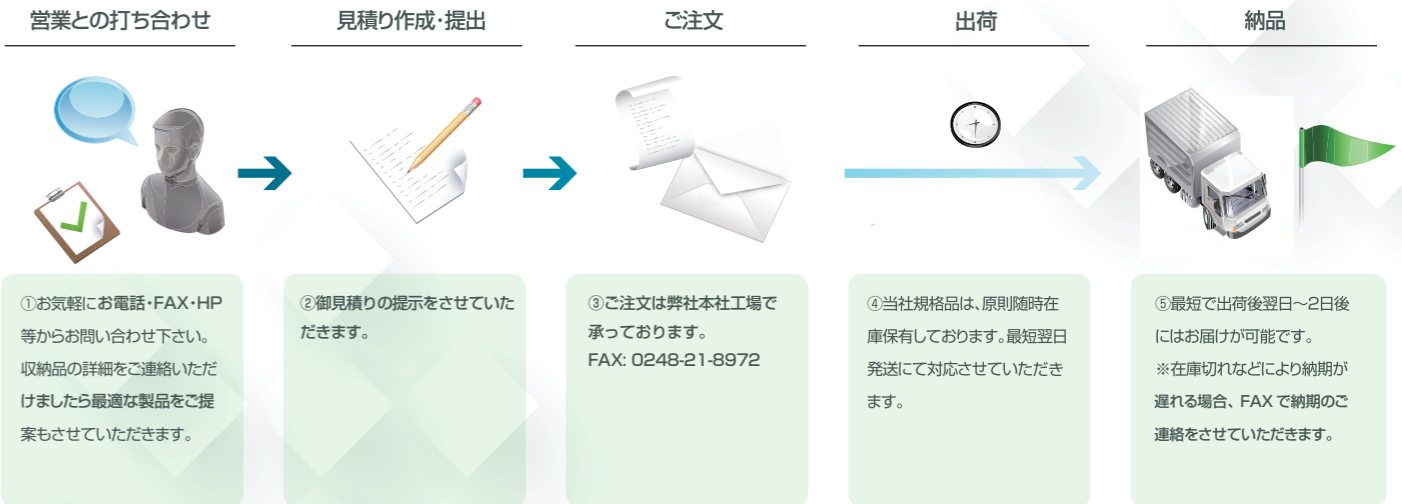 営業との打ち合わせ
見積り作成・提出
ご注文
出荷
納品
①お気軽にお電話・FAX・HP
等からお問い合わせ下さい。
収納品の詳細をご連絡いただ
けましたら最適な製品をご提
案もさせていただきます。
②御見積りの提示をさせていた
だきます。
③ご注文は弊社本社工場で
承っております。
FAX: 0248-21-8972
④当社規格品は、原則随時在
庫保有しております。最短翌日
発送にて対応させていただき
ます。
⑤最短で出荷後翌日～2日後
にはお届けが可能です。
※在庫切れなどにより納期が
遅れる場合、FAXで納期のご
連絡をさせていただきます。